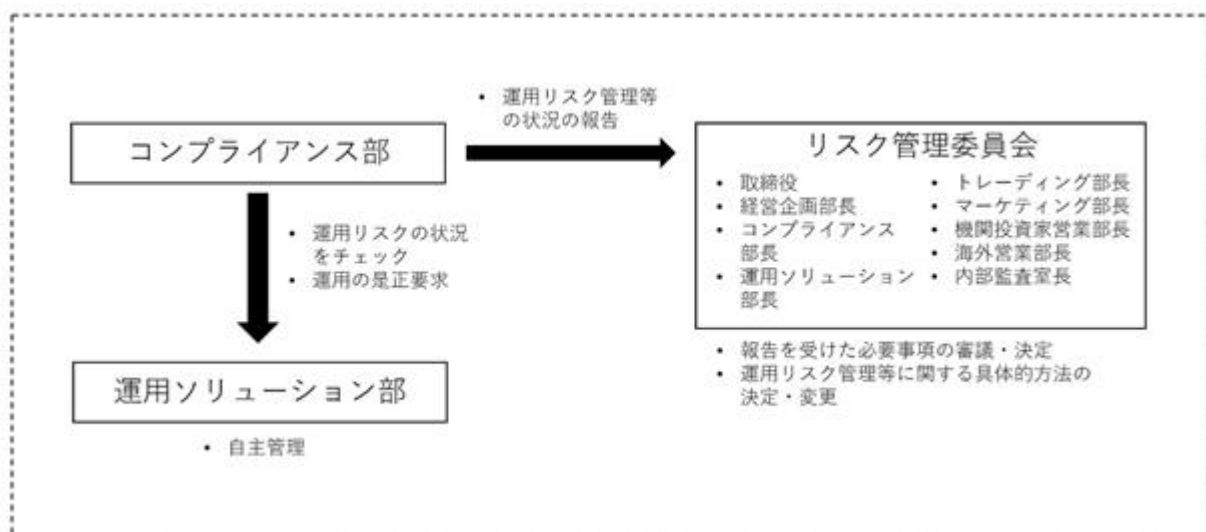 • 運用リスク管理等
の状況の報告
コンプライアンス部
リスク管理委員会
• 取締役
• 経営企画部長
• コンプライアンス
部長
• 運用ソリューション
部長
• トレーディング部長
• マーケティング部長
• 機関投資家営業部長
• 海外営業部長
• 内部監査室長
• 運用リスクの状況
をチェック
• 運用の是正要求
• 報告を受けた必要事項の審議・決定
• 運用リスク管理等に関する具体的方法の
決定・変更
運用ソリューション部
• 自主管理